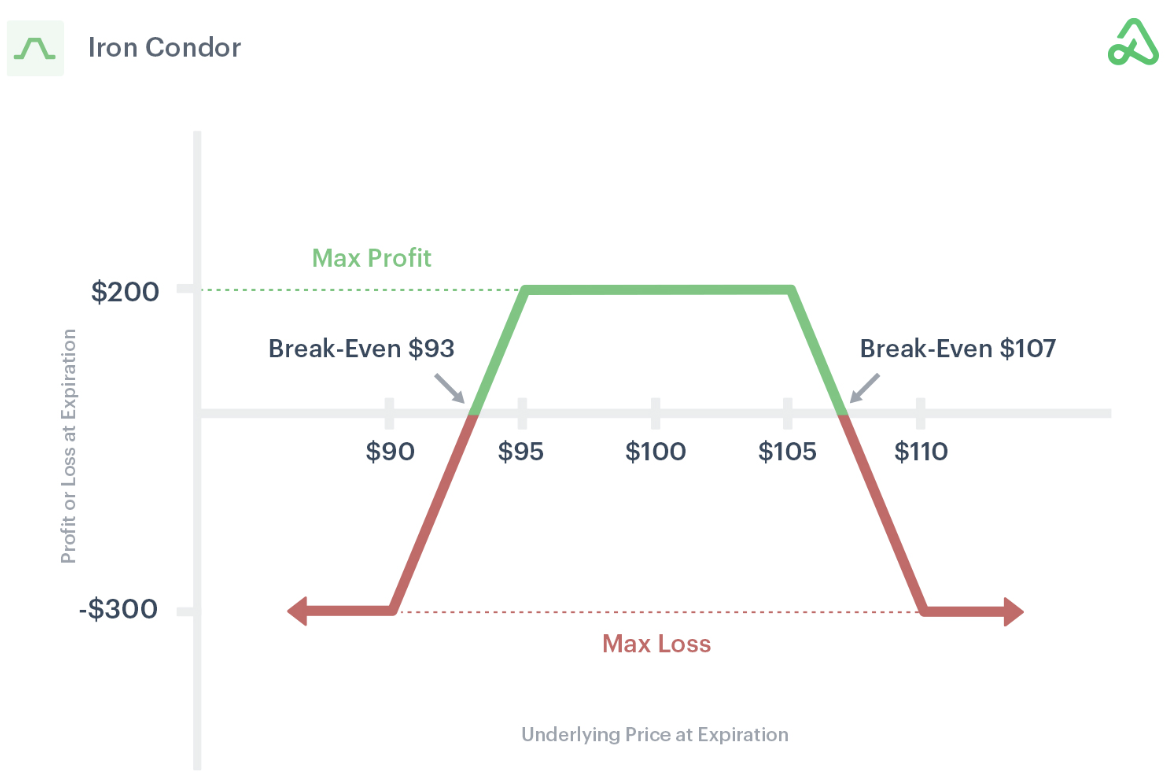 Iron Condor
Max Profit
$200
Break-Even $93
Break-Even $107
Profit or Loss at Expiration
$90
$95
$100
$105
$110
-$300
Max Loss
Underlying Price at Expiration